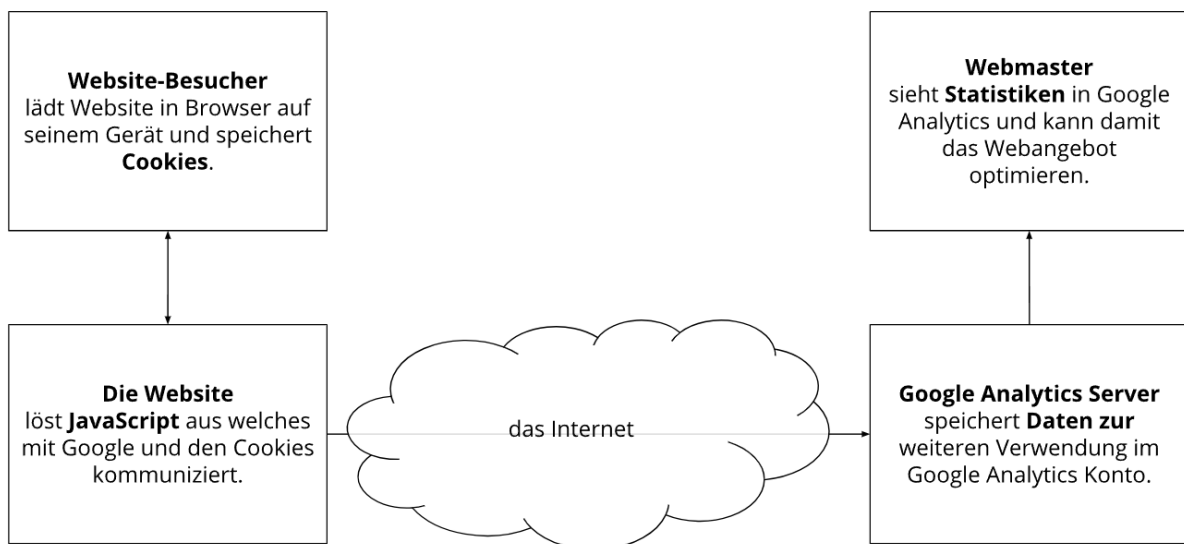 Website-Besucher
lädt Website in Browser auf
seinem Gerät und speichert
Cookies.
Webmaster
sieht Statistiken in Google
Analytics und kann damit
das Webangebot
optimieren.
Die Website
löst JavaScript aus welches
mit Google und den Cookies
kommuniziert.
das Internet
Google Analytics Server
speichert Daten zur
weiteren Verwendung im
Google Analytics Konto.